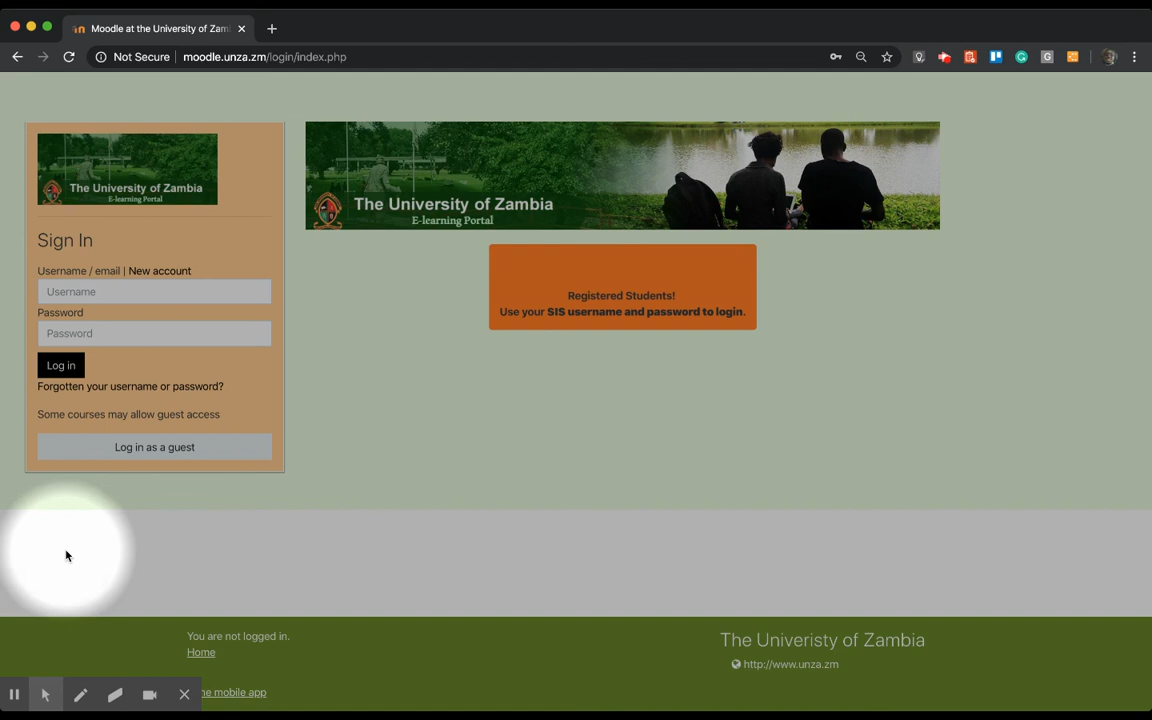 Moodle at the University of Zam
Not Secure
moodle.unza.zm/login/index.php
The University of Zambia
E-learning Portal
Sign In
Username / email | New account
Username
Password
Password
Log in
Forgotten your username or password?
Some courses may allow guest access
Log in as a guest
The University of Zambia
E-learning Portal
Registered Students!
Use your SIS username and password to login.
You are not logged in.
Home
he mobile app
The Univeristy of Zambia
http://www.unza.zm